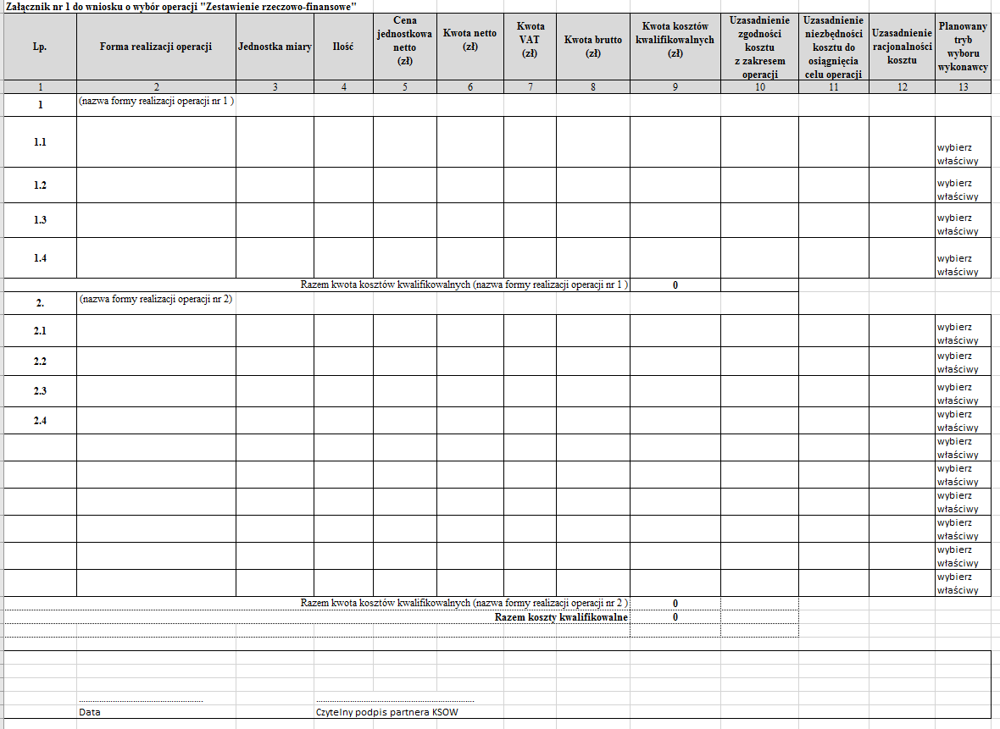 Załącznik nr 1 do wniosku o wybór operacji "Zestawienie rzeczowo-finansowe"
Lp.
Forma realizacji operacji
Jednostka miary
Ilość
Cena
jednostkowa
netto
(zł)
Kwota netto
(zł)
Kwota
VAT
(zł)
Kwota brutto
(zł)
Kwota kosztów
kwalifikowalnych
(zł)
Uzasadnienie
zgodności
kosztu
z zakresem
operacji
Uzasadnienie
niezbędności
kosztu do
osiągnięcia
celu operacji
Uzasadnienie
racjonalności
kosztu
Planowany
tryb
wyboru
wykonawcy
1 2 3 4 5 6 7 8 9 10 11 12 13
1 (nazwa formy realizacji operacji nr 1 )
1.1 wybierz
właściwy
1.2 wybierz
właściwy
1.3 wybierz
właściwy
1.4 wybierz
właściwy
Razem kwota kosztów kwalifikowalnych (nazwa formy realizacji operacji nr 1 ) 0
2. (nazwa formy realizacji operacji nr 2)
2.1 wybierz
właściwy
2.2 wybierz
właściwy
2.3 wybierz
właściwy
2.4 wybierz
właściwy
wybierz
właściwy
wybierz
właściwy
wybierz
właściwy
wybierz
właściwy
wybierz
właściwy
wybierz
właściwy
Razem kwota kosztów kwalifikowalnych (nazwa formy realizacji operacji nr 2 ) 0
Razem koszty kwalifikowalne 0
Data Czytelny podpis partnera KSOW